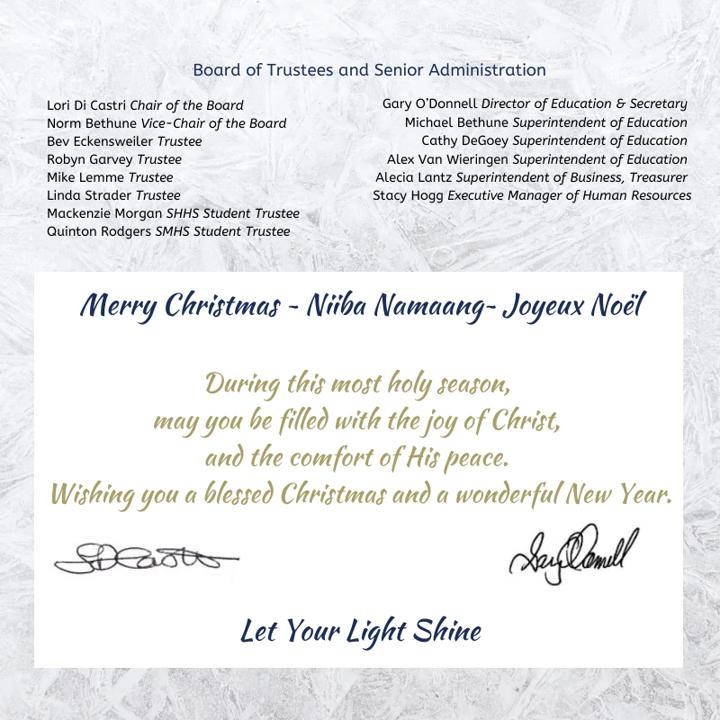 Board of Trustees and Senior Administration
Lori Di Castri Chair of the Board
Norm Bethune Vice-Chair of the Board
Bev Eckensweiler Trustee
Robyn Garvey Trustee
Mike Lemme Trustee
Linda Strader Trustee
Mackenzie Morgan SHHS Student Trustee
Quinton Rodgers SMHS Student Trustee
Gary O’Donnell Director of Education & Secretary
Michael Bethune Superintendent of Education
Cathy DeGoey Superintendent of Education
Alex Van Wieringen Superintendent of Education
Alecia Lantz Superintendent of Business, Treasurer
Stacy Hogg Executive Manager of Human Resources
Merry Christmas - Niiba Namaang- Joyeux Noël
During this most holy season,
may you be filled with the joy of Christ,
and the comfort of His peace.
Wishing you a blessed Christmas and a wonderful New Year.
Let Your Light Shine